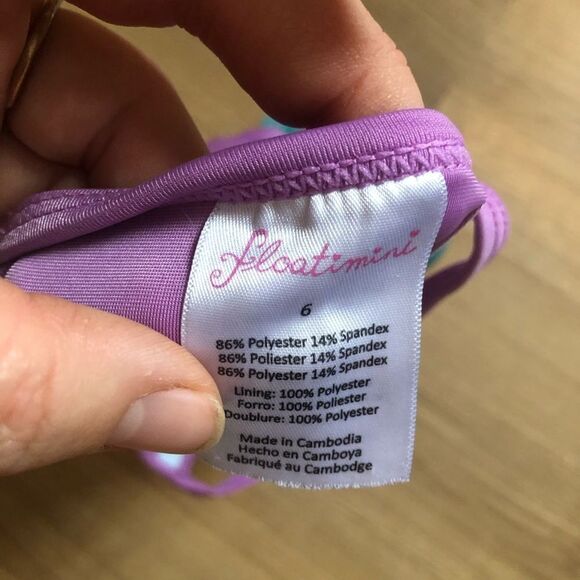 floatimini
6
86% Polyester 14% Spandex
86% Poliester 14% Spandex
86% Polyester 14% Spandex
Lining: 100% Polyester
Forro: 100% Poliester
Doublure: 100% Polyester
Made in Cambodia
Hecho en Camboya
Fabriqué au Cambodge